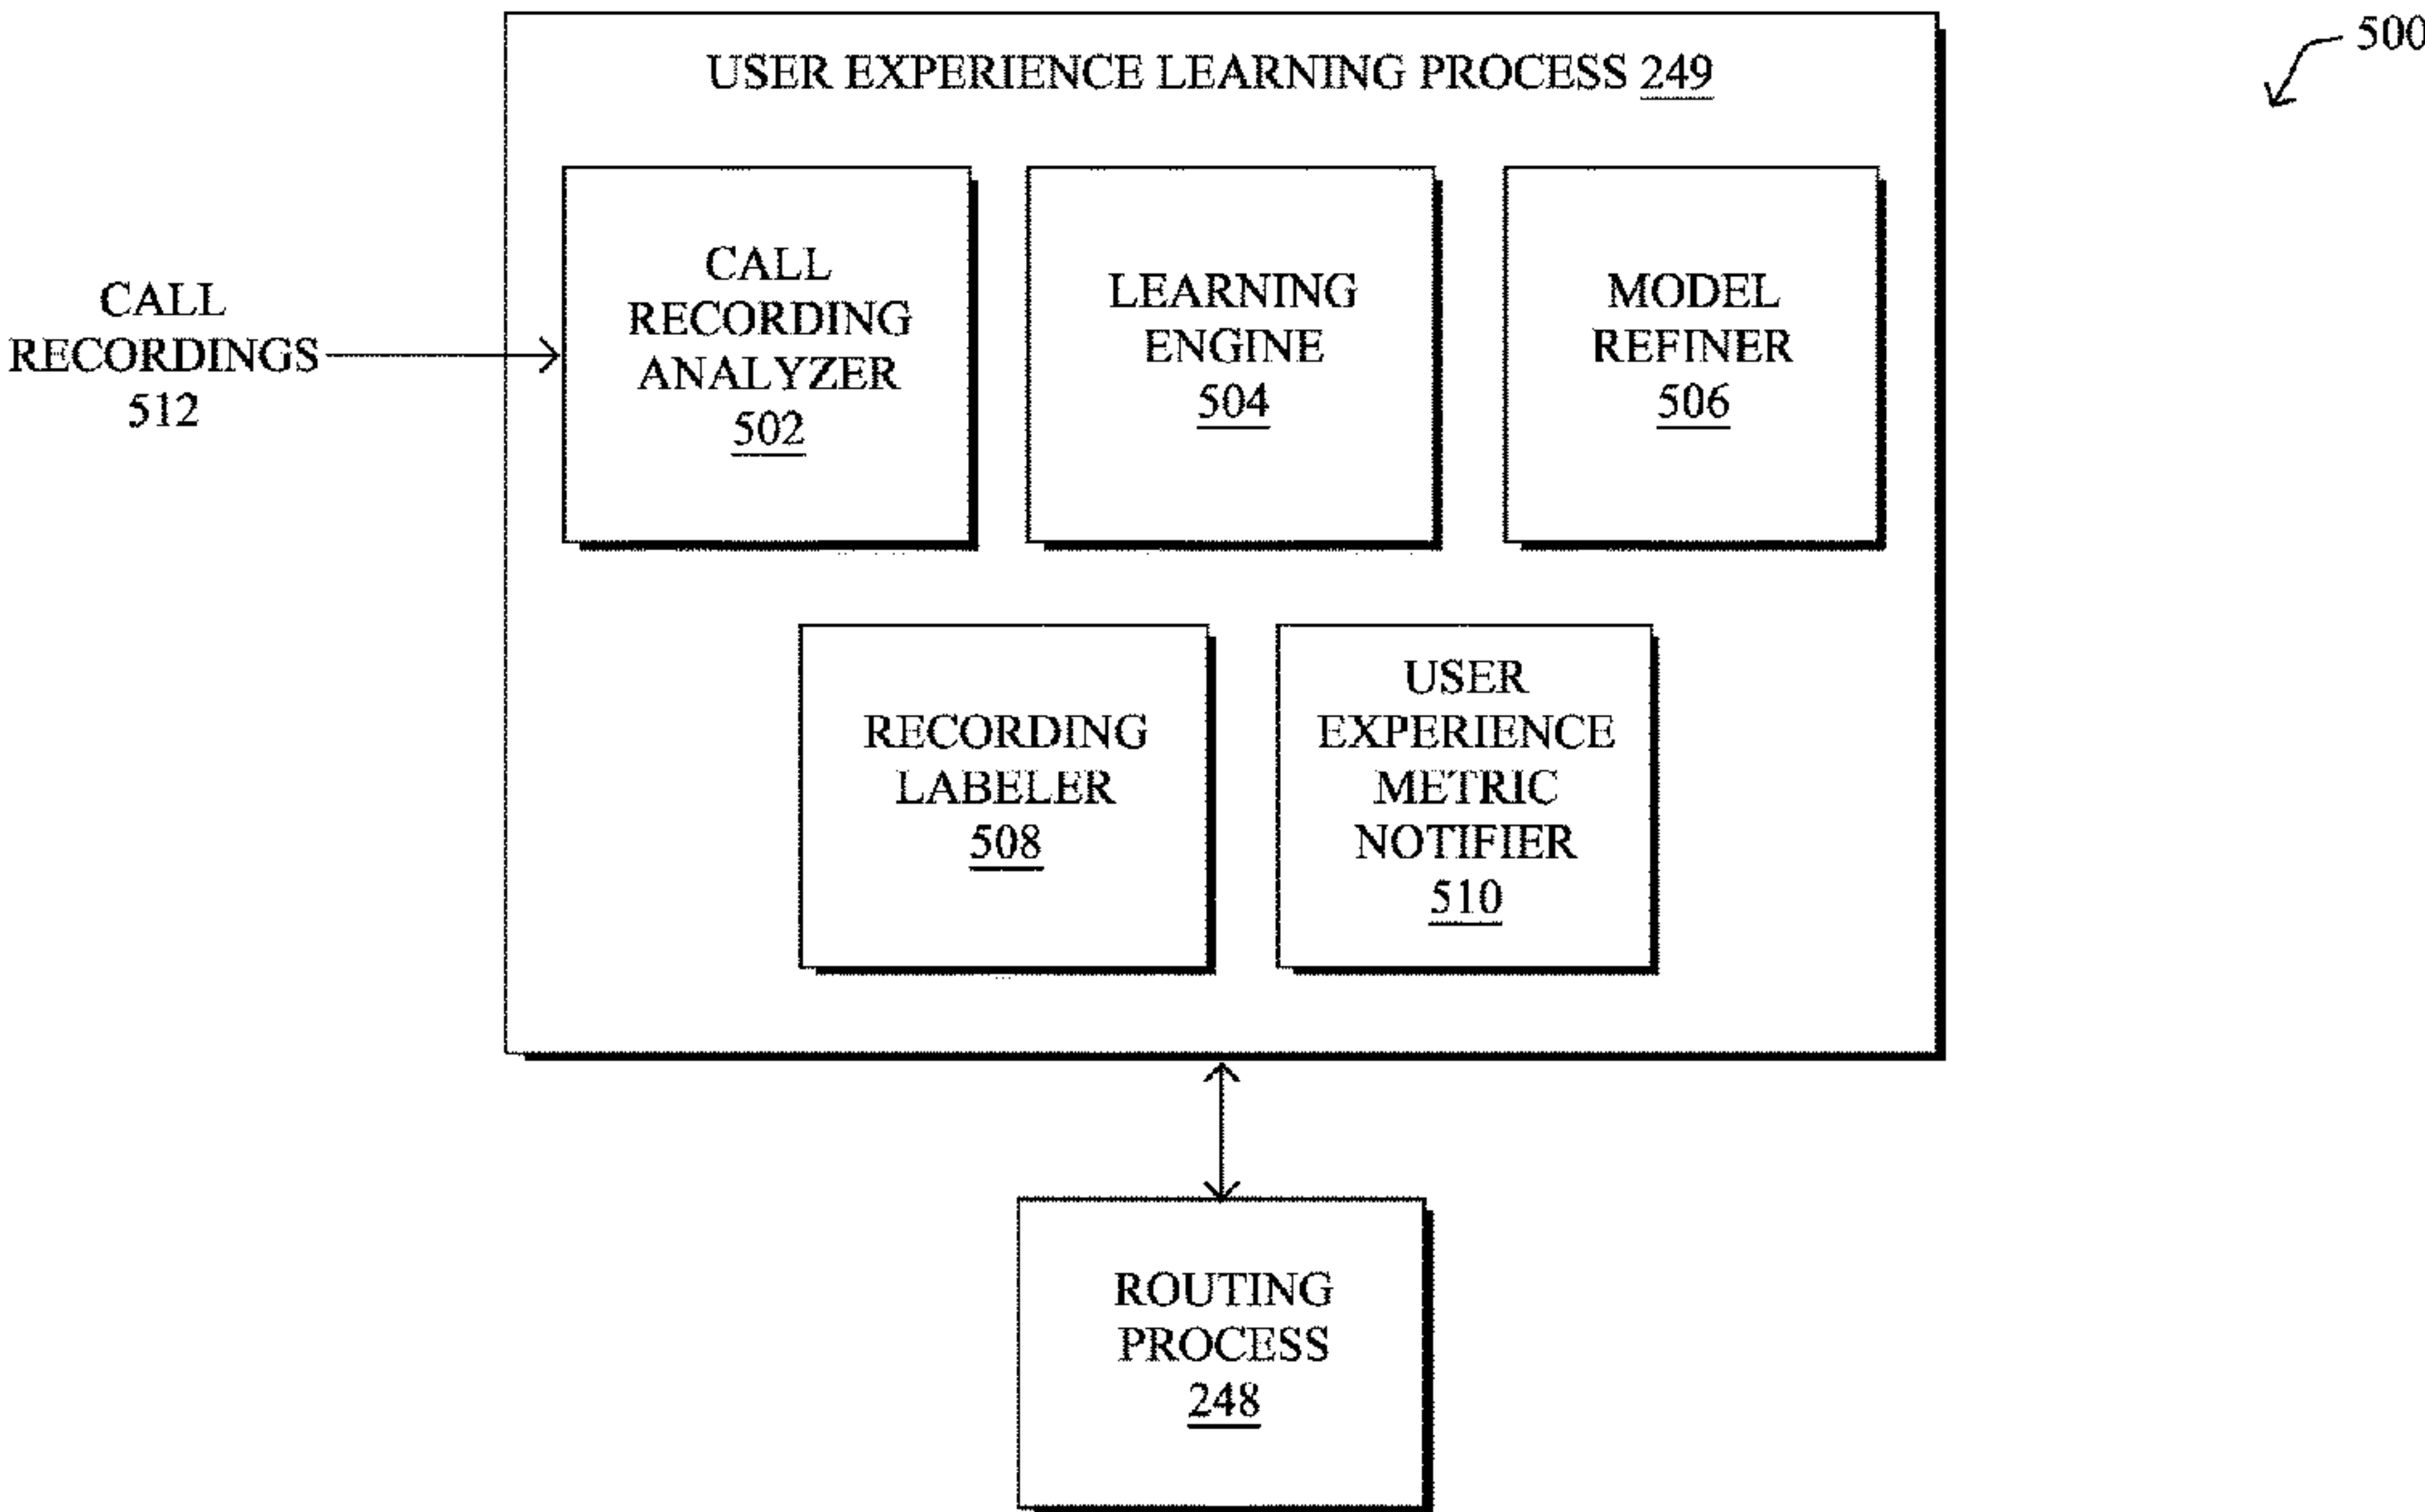 500
USER EXPERIENCE LEARNING PROCESS 249
CALL
RECORDINGS
512
CALL
RECORDING
ANALYZER
502
LEARNING
ENGINE
504
MODEL
REFINER
506
RECORDING
LABELER
508
USER
EXPERIENCE
METRIC
NOTIFIER
510
ROUTING
PROCESS
248